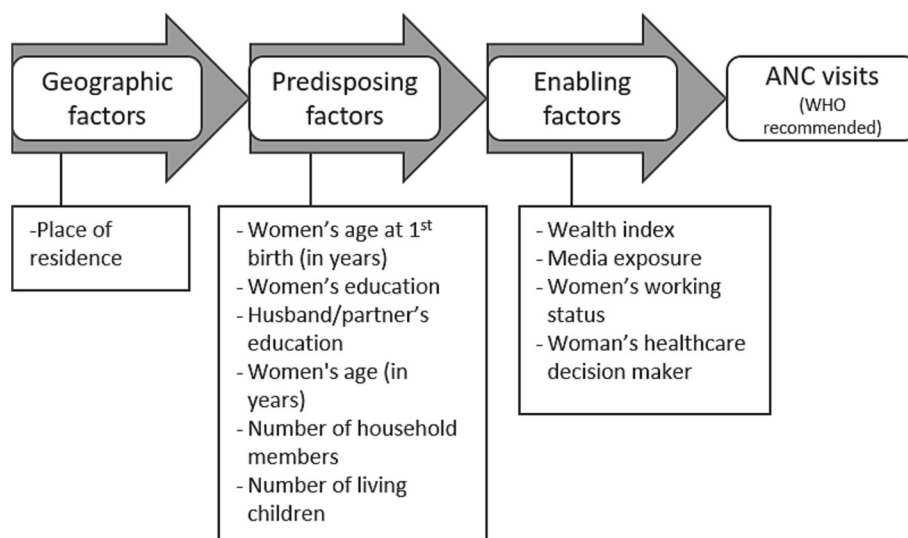 Geographic
factors
Predisposing
factors
Enabling
factors
ANC visits
(WHO
recommended)
-Place of
residence
- Women’s age at 1st
birth (in years)
- Women’s education
- Husband/partner’s
education
- Women's age (in
years)
- Number of household
members
- Number of living
children
- Wealth index
- Media exposure
- Women’s working
status
- Woman’s healthcare
decision maker